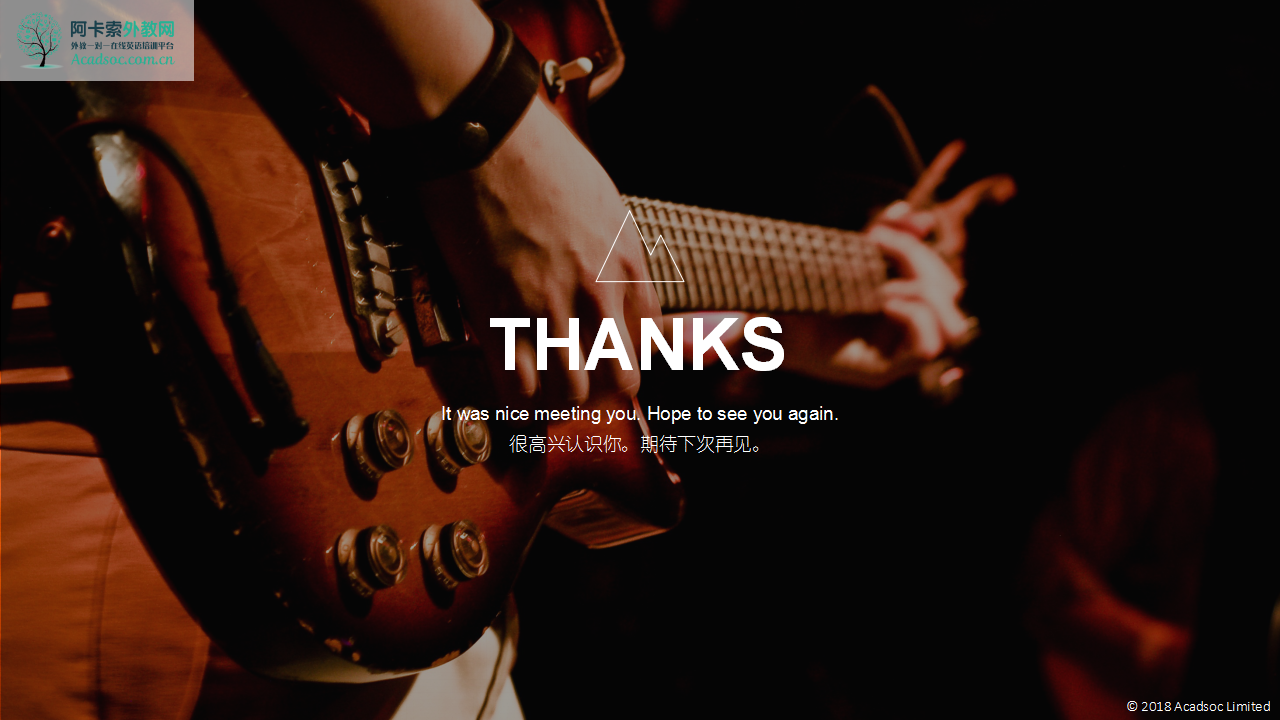 阿卡索外教网
外教一对一在线英语培训平台
Acadsoc.com.cn
THANKS
It was nice meeting you. Hope to see you again.
很高兴认识你。期待下次再见。
© 2018 Acadsoc Limited